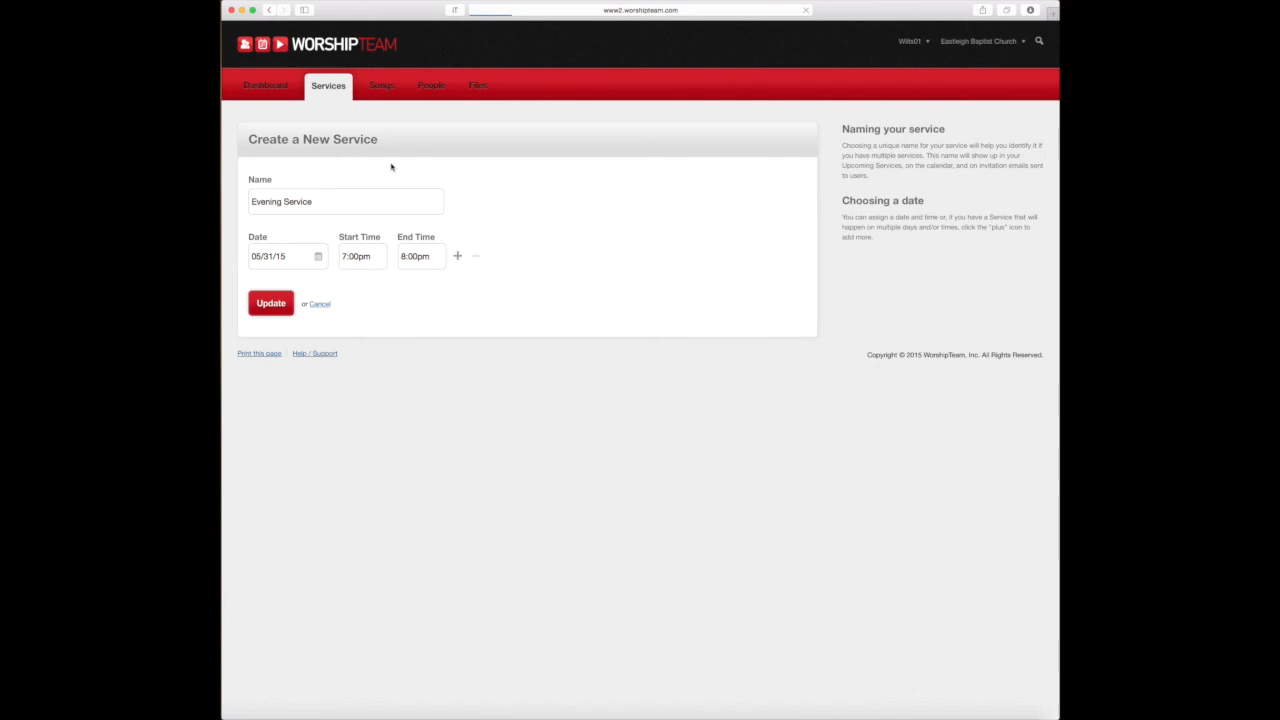 iT
www2.worshipteam.com
WORSHIPTEAM
Wilts01
Eastleigh Baptist Church
Dashboard
Services
Songs
People
Files
Create a New Service
Name
Evening Service
Date
Start Time
End Time
05/31/15
7:00pm
8:00pm
Update
or Cancel
Naming your service
Choosing a unique name for your service will help you identify it if
you have multiple services. This name will show up in your
Upcoming Services, on the calendar, and on invitation emails sent
to users.
Choosing a date
You can assign a date and time or, if you have a Service that will
happen on multiple days and/or times, click the "plus" icon to
add more.
Print this page
Help / Support
Copyright © 2015 WorshipTeam, Inc. All Rights Reserved.